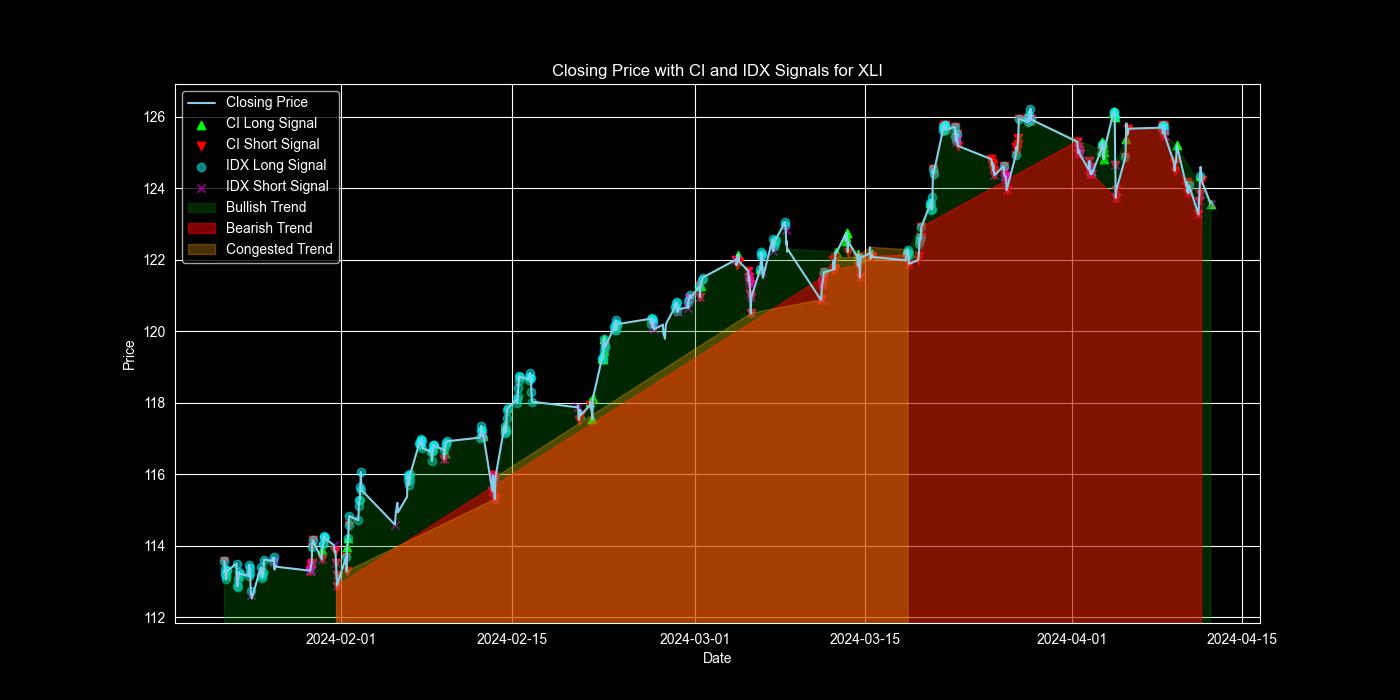 Closing Price with CI and IDX Signals for XLI
Closing Price
CI Long Signal
CI Short Signal
IDX Long Signal
IDX Short Signal
Bullish Trend
Bearish Trend
Congested Trend
126
124
122
120
118
116
114
112
Price
2024-02-01
2024-02-15
2024-03-01
2024-03-15
2024-04-01
2024-04-15
Date